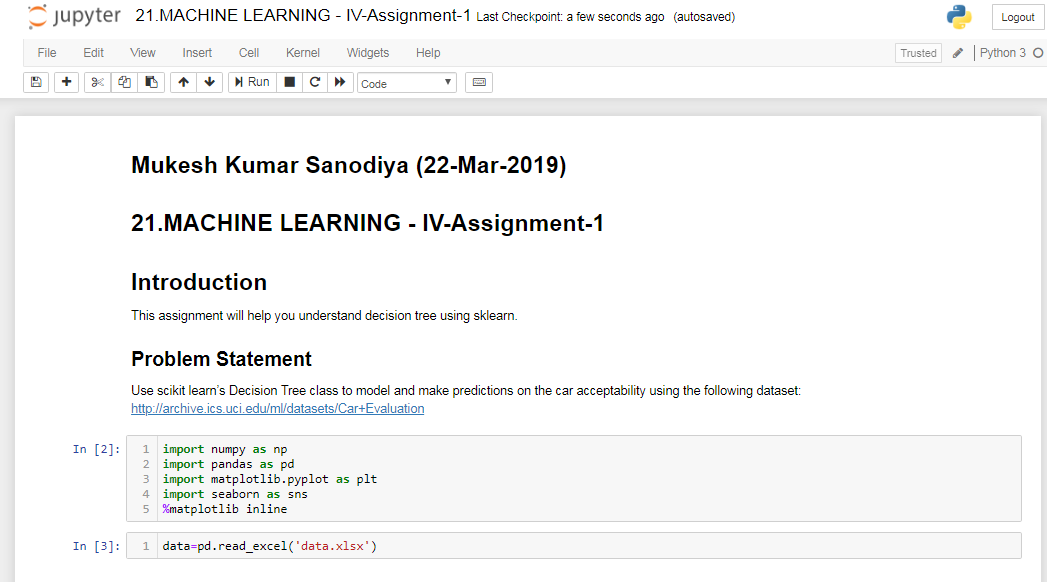 jupyter 21.MACHINE LEARNING - IV-Assignment-1 Last Checkpoint: a few seconds ago (autosaved) Logout
File Edit View Insert Cell Kernel Widgets Help Trusted Python 3
Run Code
Mukesh Kumar Sanodiya (22-Mar-2019)
21.MACHINE LEARNING - IV-Assignment-1
Introduction
This assignment will help you understand decision tree using sklearn.
Problem Statement
Use scikit learn’s Decision Tree class to model and make predictions on the car acceptability using the following dataset:
http://archive.ics.uci.edu/ml/datasets/Car+Evaluation
In [2]: 1 import numpy as np
2 import pandas as pd
3 import matplotlib.pyplot as plt
4 import seaborn as sns
5 %matplotlib inline
In [3]: 1 data=pd.read_excel('data.xlsx')